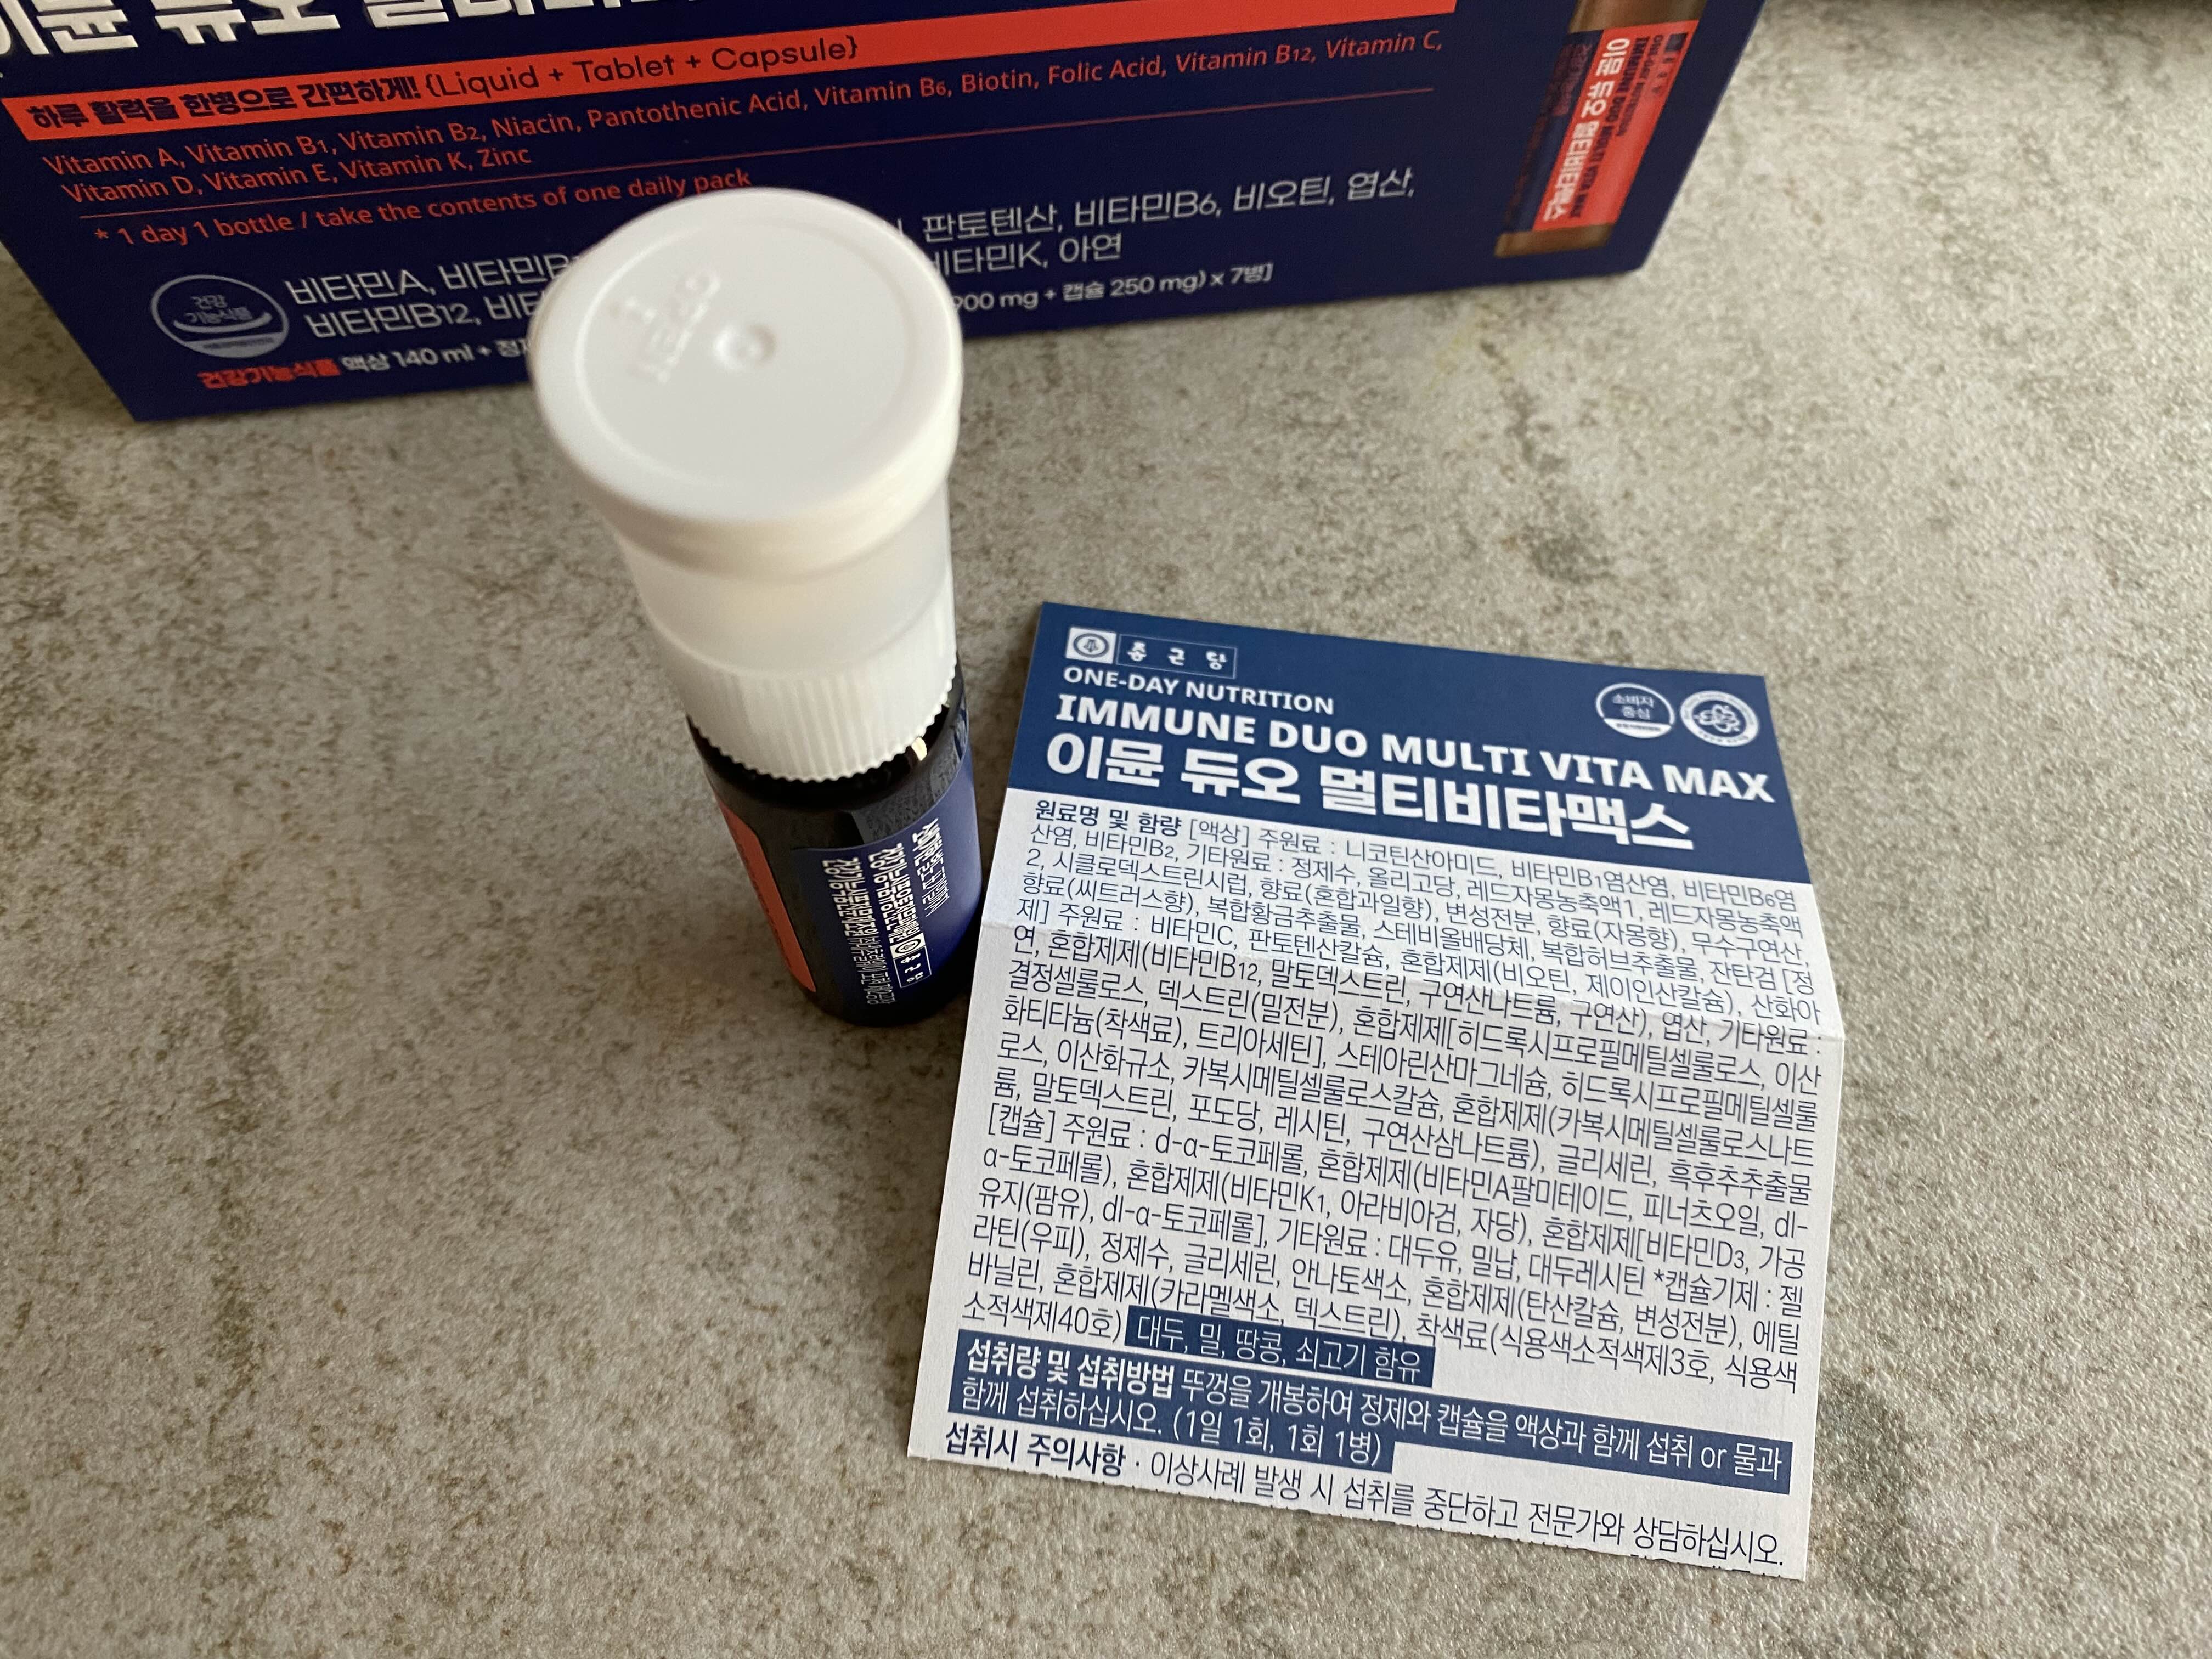 이뮨 듀오
하루 활력을 한병으로 간편하게! {Liquid + Tablet + Capsule}
Vitamin A, Vitamin B1, Vitamin B2, Niacin, Pantothenic Acid, Vitamin B6, Biotin, Folic Acid, Vitamin B12, Vitamin C,
Vitamin D, Vitamin E, Vitamin K, Zinc
* 1 day 1 bottle / take the contents of one daily pack
비타민A, 판토텐산, 비타민B6, 비오틴, 엽산,
비타민B12, 비타민K, 아연
건강
기능식품
건강기능식품 액상 140 ml + 900 mg + 캡슐 250 mg) x 7병]
이뮨 듀오 멀티비타맥스
OPEN
종근당
ONE-DAY NUTRITION
IMMUNE DUO MULTI VITA MAX
이뮨 듀오 멀티비타맥스
소비자
중심
원료명 및 함량 [액상] 주원료 : 니코틴산아미드, 비타민B1염산염, 비타민B6염
산염, 비타민B2, 기타원료 : 정제수, 올리고당, 레드자몽농축액1, 레드자몽농축액
2, 시클로덱스트린시럽, 향료(혼합과일향), 변성전분, 향료(자몽향), 무수구연산
향료(씨트러스향), 복합황금추출물, 스테비올배당체, 복합허브추출물, 잔탄검 [정
제] 주원료 : 비타민C, 판토텐산칼슘, 혼합제제(비오틴, 제이인산칼슘), 산화아
연, 혼합제제(비타민B12, 말토덱스트린, 구연산나트륨, 구연산), 엽산, 기타원료 :
결정셀룰로스, 덱스트린(밀전분), 혼합제제[히드록시프로필메틸셀룰로스, 이산
화티타늄(착색료), 트리아세틴], 스테아린산마그네슘, 히드록시프로필메틸셀룰
로스, 이산화규소, 카복시메틸셀룰로스칼슘, 혼합제제(카복시메틸셀룰로스나트
륨, 말토덱스트린, 포도당, 레시틴, 구연산삼나트륨), 글리세린, 흑후추추출물
[캡슐] 주원료 : d-α-토코페롤, 혼합제제(비타민A팔미테이드, 피너츠오일, dl-
α-토코페롤), 혼합제제(비타민K1, 아라비아검, 자당), 혼합제제[비타민D3, 가공
유지(팜유), dl-α-토코페롤], 기타원료 : 대두유, 밀납, 대두레시틴 *캡슐기제 : 젤
라틴(우피), 정제수, 글리세린, 안나토색소, 혼합제제(탄산칼슘, 변성전분), 에틸
바닐린, 혼합제제(카라멜색소, 덱스트린), 착색료(식용색소적색제3호, 식용색
소적색제40호) 대두, 밀, 땅콩, 쇠고기 함유
섭취량 및 섭취방법 뚜껑을 개봉하여 정제와 캡슐을 액상과 함께 섭취 or 물과
함께 섭취하십시오. (1일 1회, 1회 1병)
섭취시 주의사항 · 이상사례 발생 시 섭취를 중단하고 전문가와 상담하십시오.